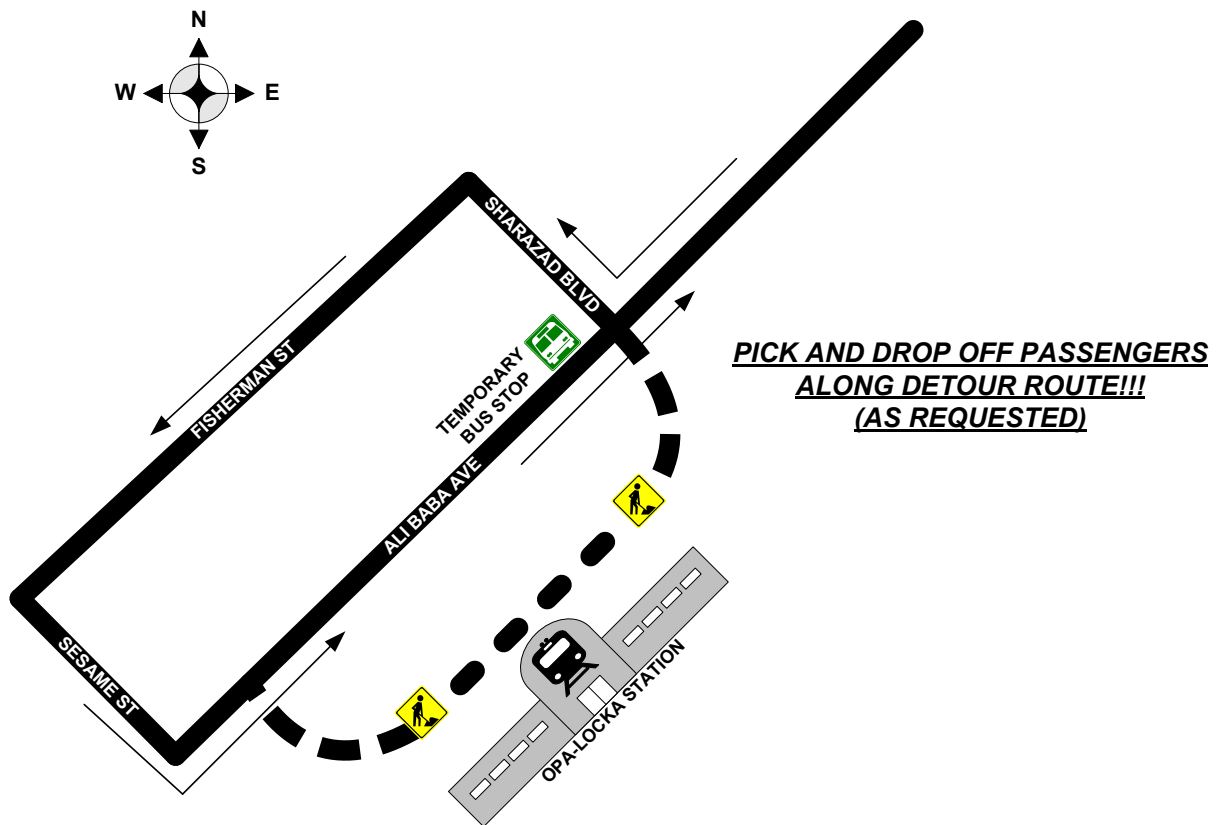 N
W E
S
SHARAZAD BLVD
FISHERMAN ST
TEMPORARY
BUS STOP
PICK AND DROP OFF PASSENGERS
ALONG DETOUR ROUTE!!!
(AS REQUESTED)
ALI BABA AVE
SESAME ST
OPA-LOCKA STATION